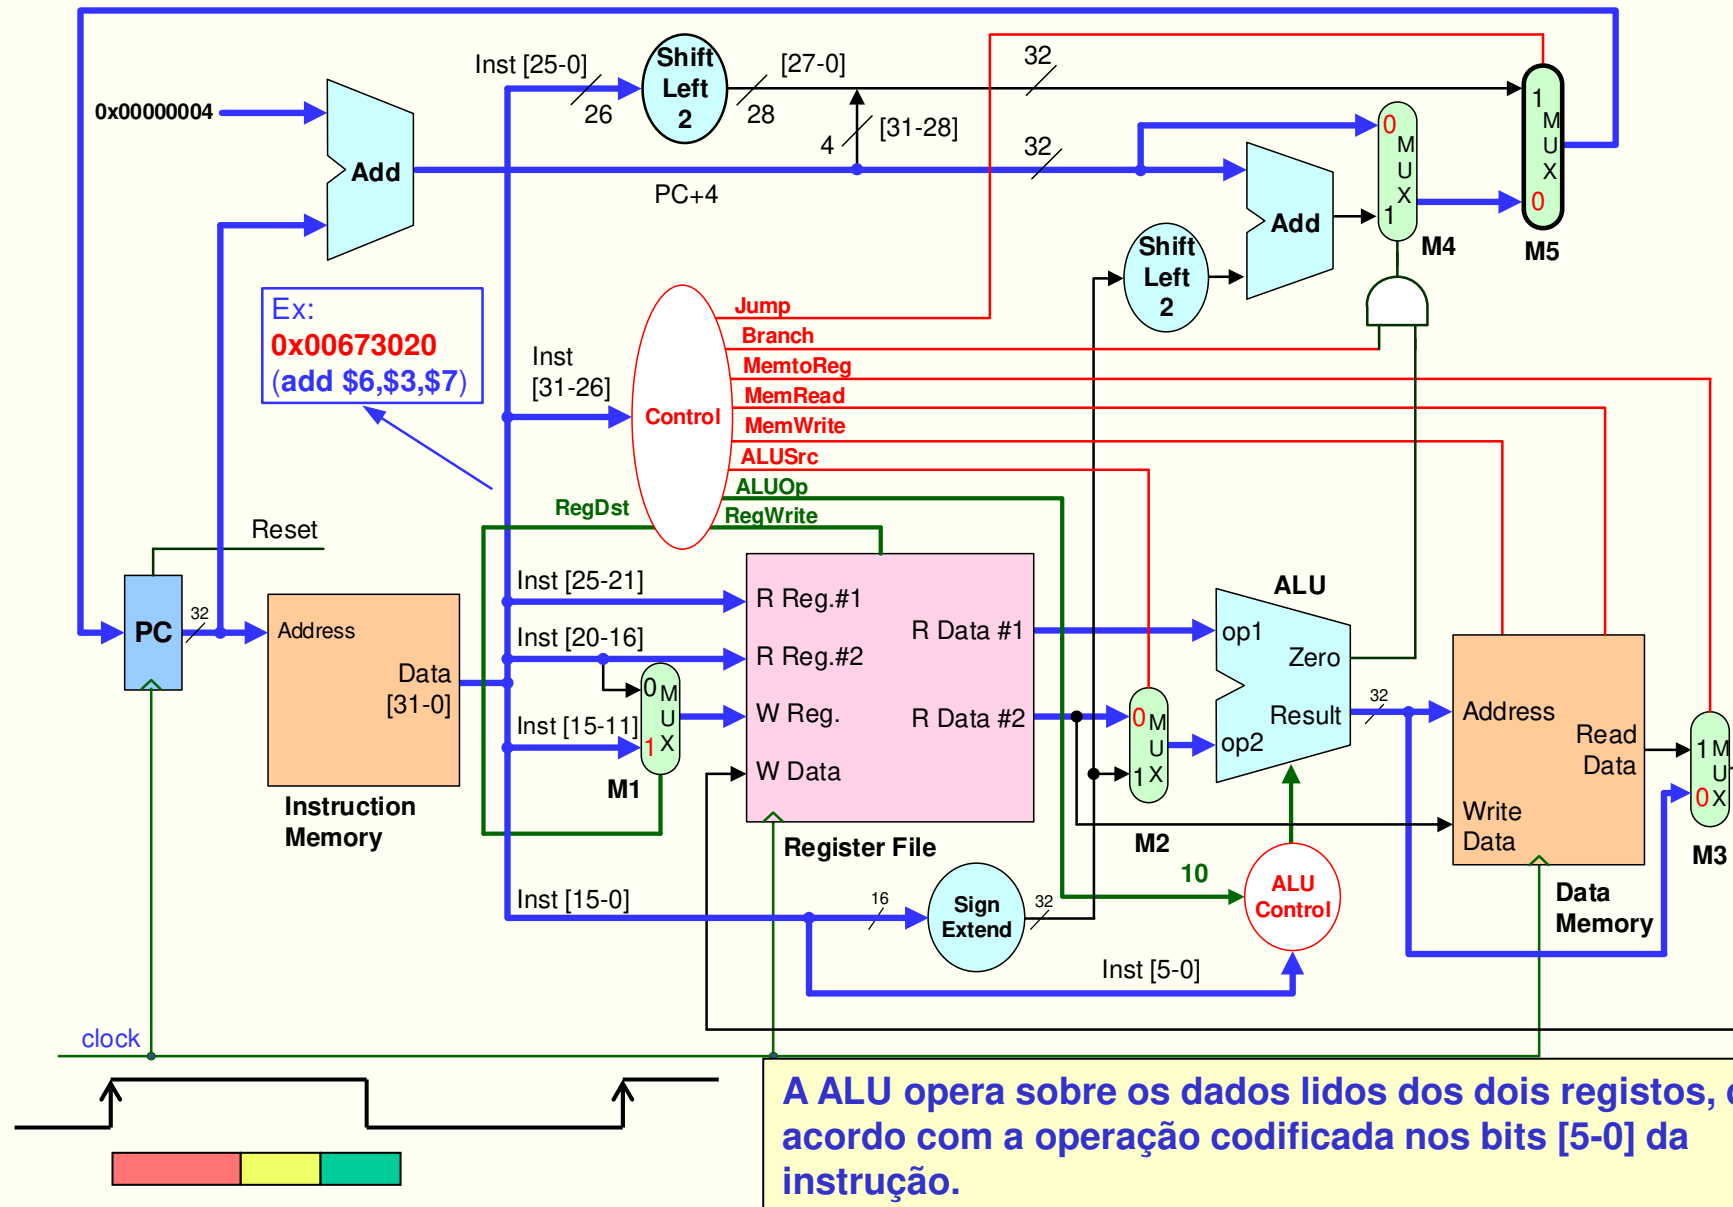 Inst [25-0]
26
Shift
Left
2
[27-0]
28
32
4
[31-28]
0x00000004
Add
PC+4
32
0
M
U
X
1
M4
1
M
U
X
0
M5
Add
Shift
Left
2
Ex:
0x00673020
(add $6,$3,$7)
Inst
[31-26]
Control
Jump
Branch
MemtoReg
MemRead
MemWrite
ALUSrc
ALUOp
RegWrite
RegDst
Reset
PC
32
Address
Data
[31-0]
Instruction
Memory
Inst [25-21]
Inst [20-16]
Inst [15-11]
0
M
U
X
1
M1
R Reg.#1
R Reg.#2
W Reg.
W Data
R Data #1
R Data #2
Register File
0
M
U
X
1
M2
ALU
op1
op2
Zero
Result
32
Address
Read
Data
Write
Data
Data
Memory
1
M
U
X
0
M3
Inst [15-0]
16
Sign
Extend
32
10
ALU
Control
Inst [5-0]
clock
A ALU opera sobre os dados lidos dos dois registos,
acordo com a operação codificada nos bits [5-0] da
instrução.